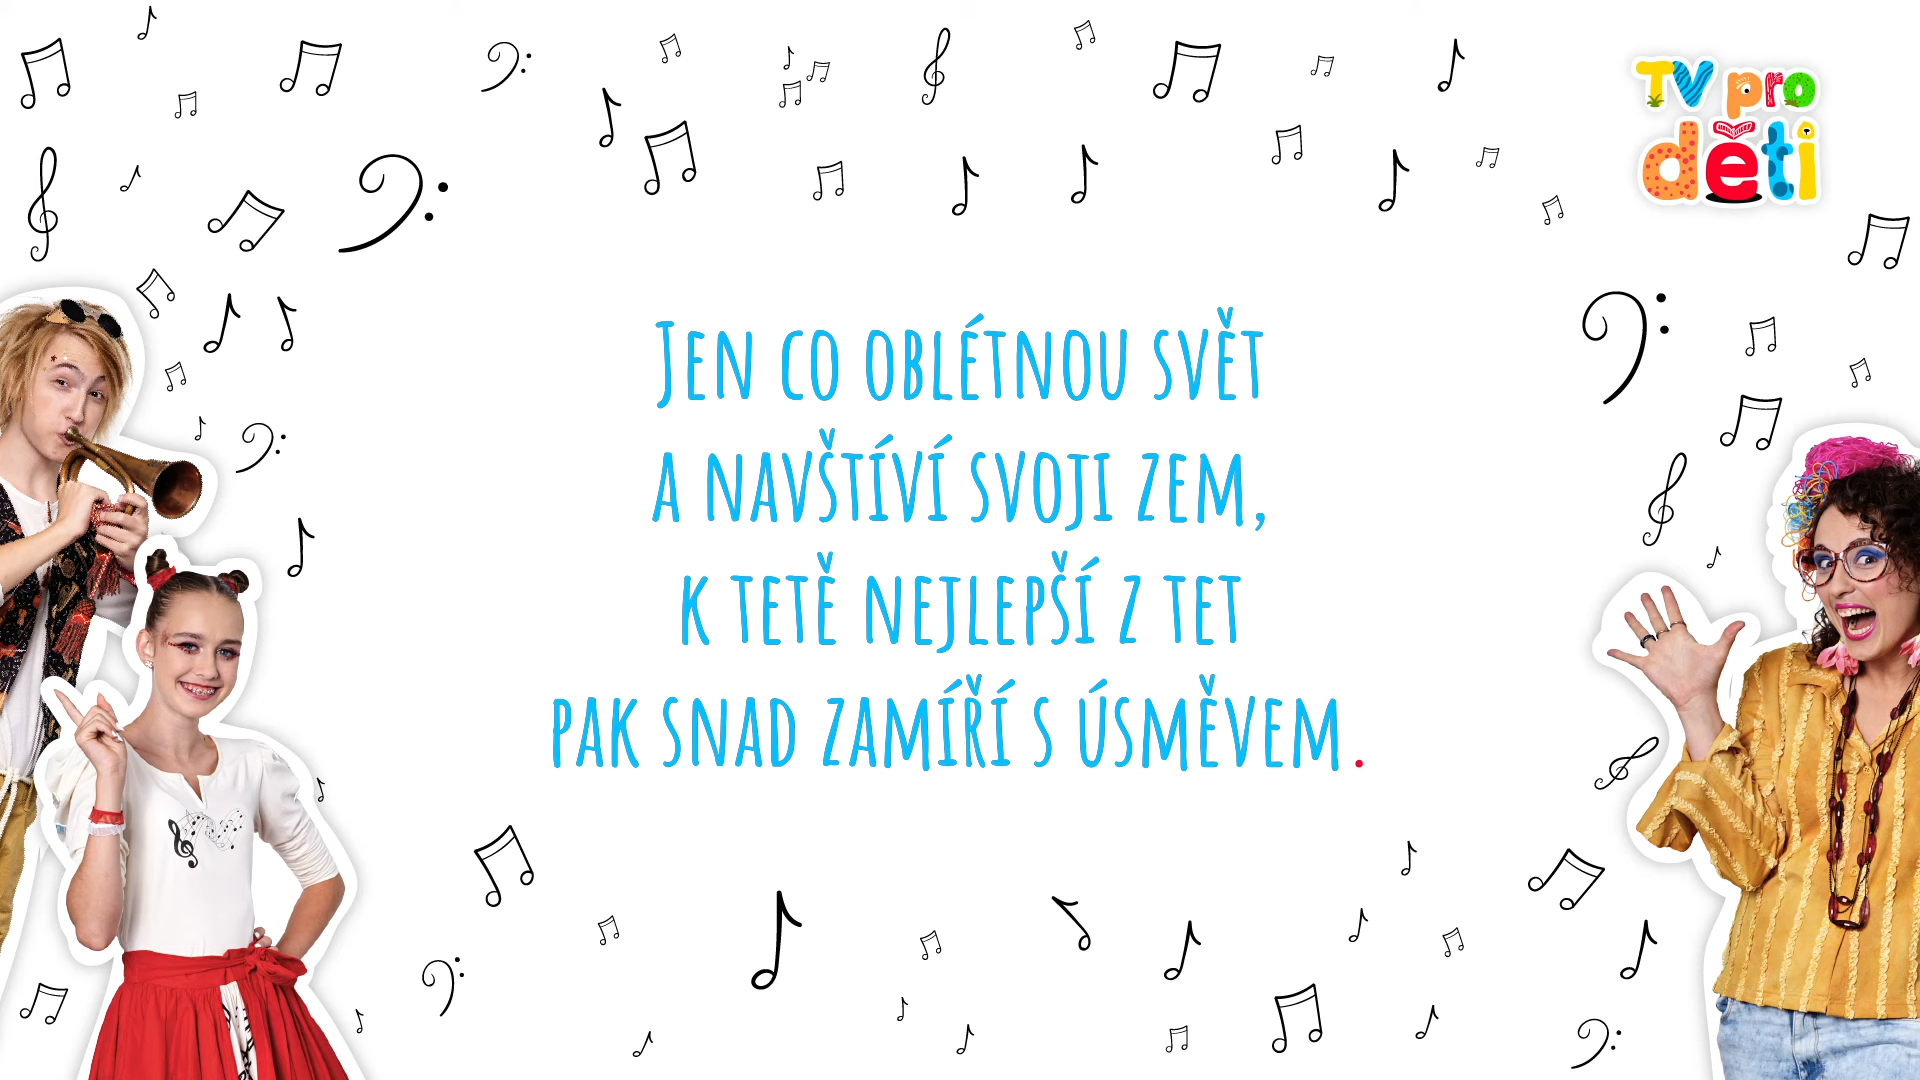 TV pro
děti
Jen co oblétnou svět
a navštíví svoji zem,
k tetě nejlepší z tet
pak snad zamíří s úsměvem.